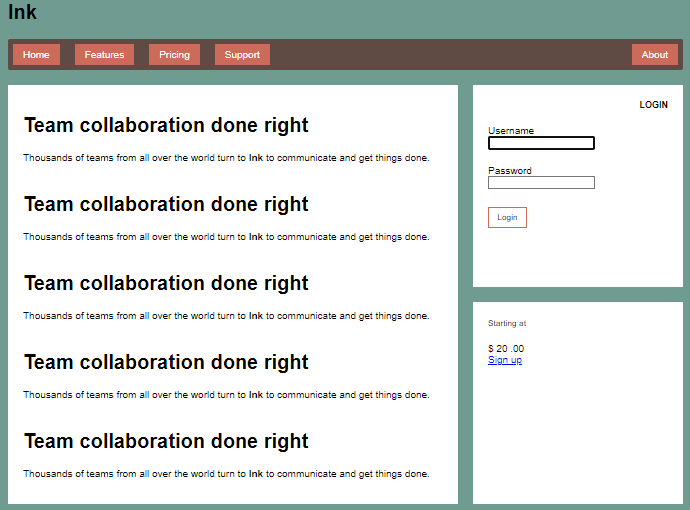 Ink
Home Features Pricing Support About
Team collaboration done right
Thousands of teams from all over the world turn to Ink to communicate and get things done.
Team collaboration done right
Thousands of teams from all over the world turn to Ink to communicate and get things done.
Team collaboration done right
Thousands of teams from all over the world turn to Ink to communicate and get things done.
Team collaboration done right
Thousands of teams from all over the world turn to Ink to communicate and get things done.
Team collaboration done right
Thousands of teams from all over the world turn to Ink to communicate and get things done.
LOGIN
Username
Password
Login
Starting at
$ 20 .00
Sign up